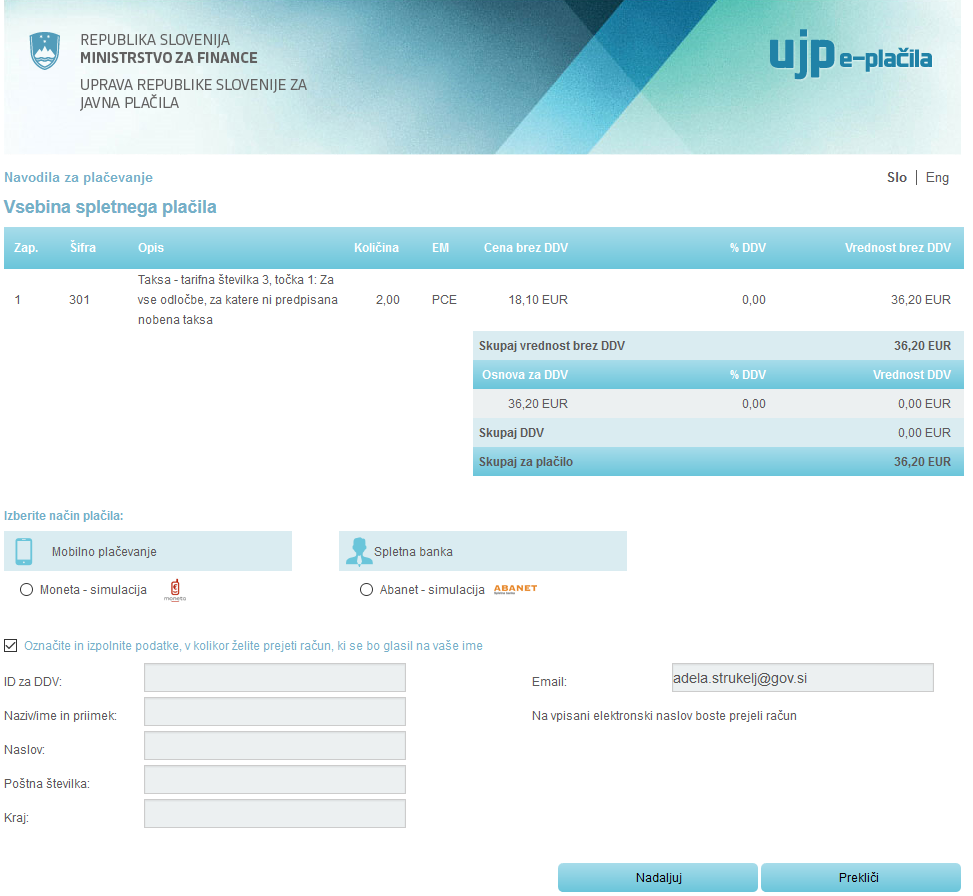 REPUBLIKA SLOVENIJA
MINISTRSTVO ZA FINANCE
UPRAVA REPUBLIKE SLOVENIJE ZA
JAVNA PLAČILA
ujp e-plačila
Navodila za plačevanje
Slo | Eng
Vsebina spletnega plačila
Zap. Šifra Opis Količina EM Cena brez DDV % DDV Vrednost brez DDV
1 301 Taksa - tarifna številka 3, točka 1: Za
vse odločbe, za katere ni predpisana
nobena taksa
2,00 PCE 18,10 EUR 0,00 36,20 EUR
Skupaj vrednost brez DDV 36,20 EUR
Osnova za DDV % DDV Vrednost DDV
36,20 EUR 0,00 0,00 EUR
Skupaj DDV 0,00 EUR
Skupaj za plačilo 36,20 EUR
Izberite način plačila:
Mobilno plačevanje Spletna banka
Moneta - simulacija moneta Abanet - simulacija ABANET
Označite in izpolnite podatke, v kolikor želite prejeti račun, ki se bo glasil na vaše ime
ID za DDV: Email: adela.strukelj@gov.si
Naziv/ime in priimek: Na vpisani elektronski naslov boste prejeli račun
Naslov:
Poštna številka:
Kraj:
Nadaljuj Prekliči